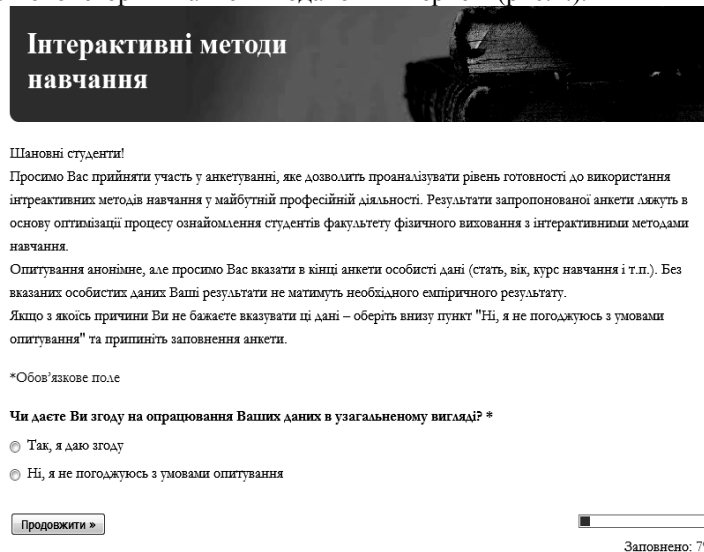 Інтерактивні методи
навчання
Шановні студенти!
Просимо Вас прийняти участь у анкетуванні, яке дозволить проаналізувати рівень готовності до використання
інтреактивних методів навчання у майбутній професійній діяльності. Результати запропонованої анкети ляжуть в
основу оптимізації процесу ознайомлення студентів факультету фізичного виховання з інтерактивними методами
навчання.
Опитування анонімне, але просимо Вас вказати в кінці анкети особисті дані (стать, вік, курс навчання і т.п.). Без
вказаних особистих даних Ваші результати не матимуть необхідного емпіричного результату.
Якщо з якоїсь причини Ви не бажаєте вказувати ці дані – оберіть внизу пункт "Ні, я не погоджуюсь з умовами
опитування" та припиніть заповнення анкети.
*Обов’язкове поле
Чи даєте Ви згоду на опрацювання Ваших даних в узагальненому вигляді? *
Так, я даю згоду
Ні, я не погоджуюсь з умовами опитування
Продовжити »
Заповнено: 7